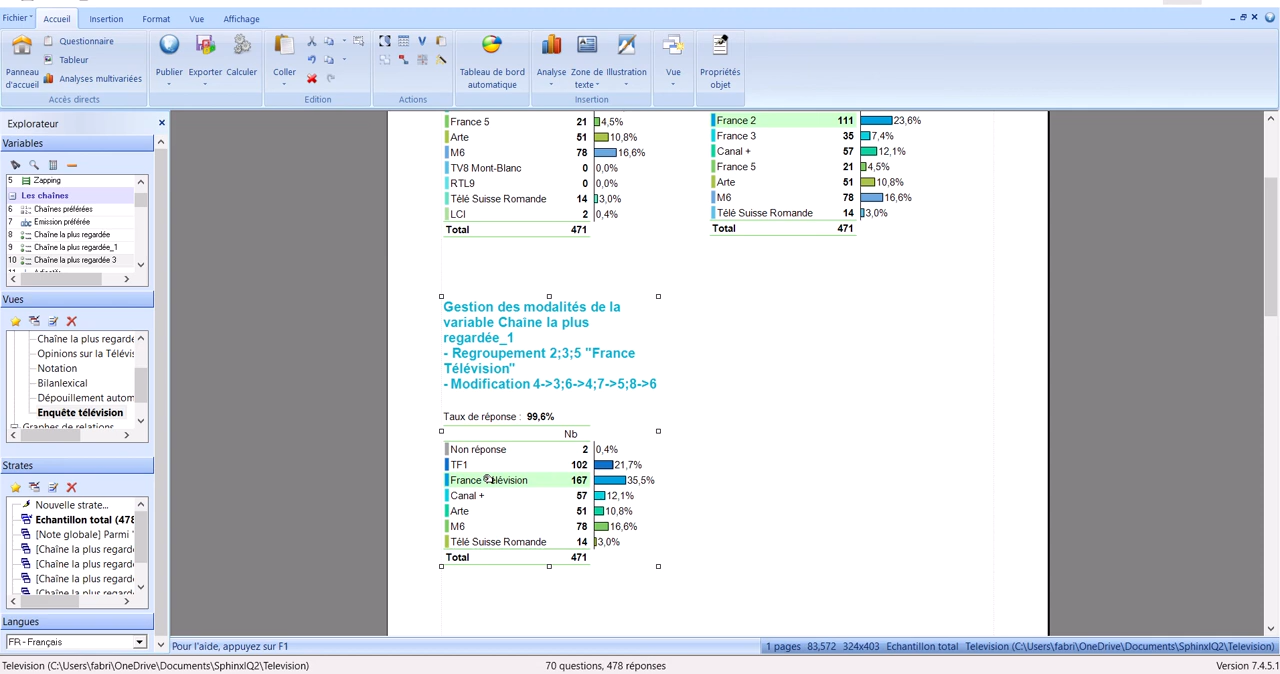 Fichier
Accueil
Insertion
Format
Vue
Affichage
Panneau d'accueil
Questionnaire
Tableur
Analyses multivariées
Accès directs
Publier
Exporter
Calculer
Coller
Edition
Actions
Tableau de bord automatique
Analyse
Zone de texte
Illustration
Insertion
Vue
Propriétés objet
Explorateur
Variables
5 Zapping
Les chaînes
6 Chaînes préférées
7 Emission préférée
8 Chaîne la plus regardée
9 Chaîne la plus regardée_1
10 Chaîne la plus regardée 3
Vues
Chaîne la plus regardé
Opinions sur la Télévis
Notation
Bilanlexical
Dépouillement autom
Enquête télévision
Graphes de relations
Strates
Nouvelle strate...
Echantillon total (478
[Note globale] Parmi
[Chaîne la plus regard
[Chaîne la plus regard
[Chaîne la plus regard
[Chaîne la plus regard
Langues
FR - Français
France 5 21 4,5%
Arte 51 10,8%
M6 78 16,6%
TV8 Mont-Blanc 0 0,0%
RTL9 0 0,0%
Télé Suisse Romande 14 3,0%
LCI 2 0,4%
Total 471
France 2 111 23,6%
France 3 35 7,4%
Canal + 57 12,1%
France 5 21 4,5%
Arte 51 10,8%
M6 78 16,6%
Télé Suisse Romande 14 3,0%
Total 471
Gestion des modalités de la
variable Chaîne la plus
regardée_1
- Regroupement 2;3;5 "France
Télévision"
- Modification 4->3;6->4;7->5;8->6
Taux de réponse : 99,6%
Nb
Non réponse 2 0,4%
TF1 102 21,7%
France Télévision 167 35,5%
Canal + 57 12,1%
Arte 51 10,8%
M6 78 16,6%
Télé Suisse Romande 14 3,0%
Total 471
Pour l'aide, appuyez sur F1
1 pages 83,572 324x403 Echantillon total Television (C:\Users\fabri\OneDrive\Documents\SphinxIQ2\Television)
Television (C:\Users\fabri\OneDrive\Documents\SphinxIQ2\Television)
70 questions, 478 réponses
Version 7.4.5.1